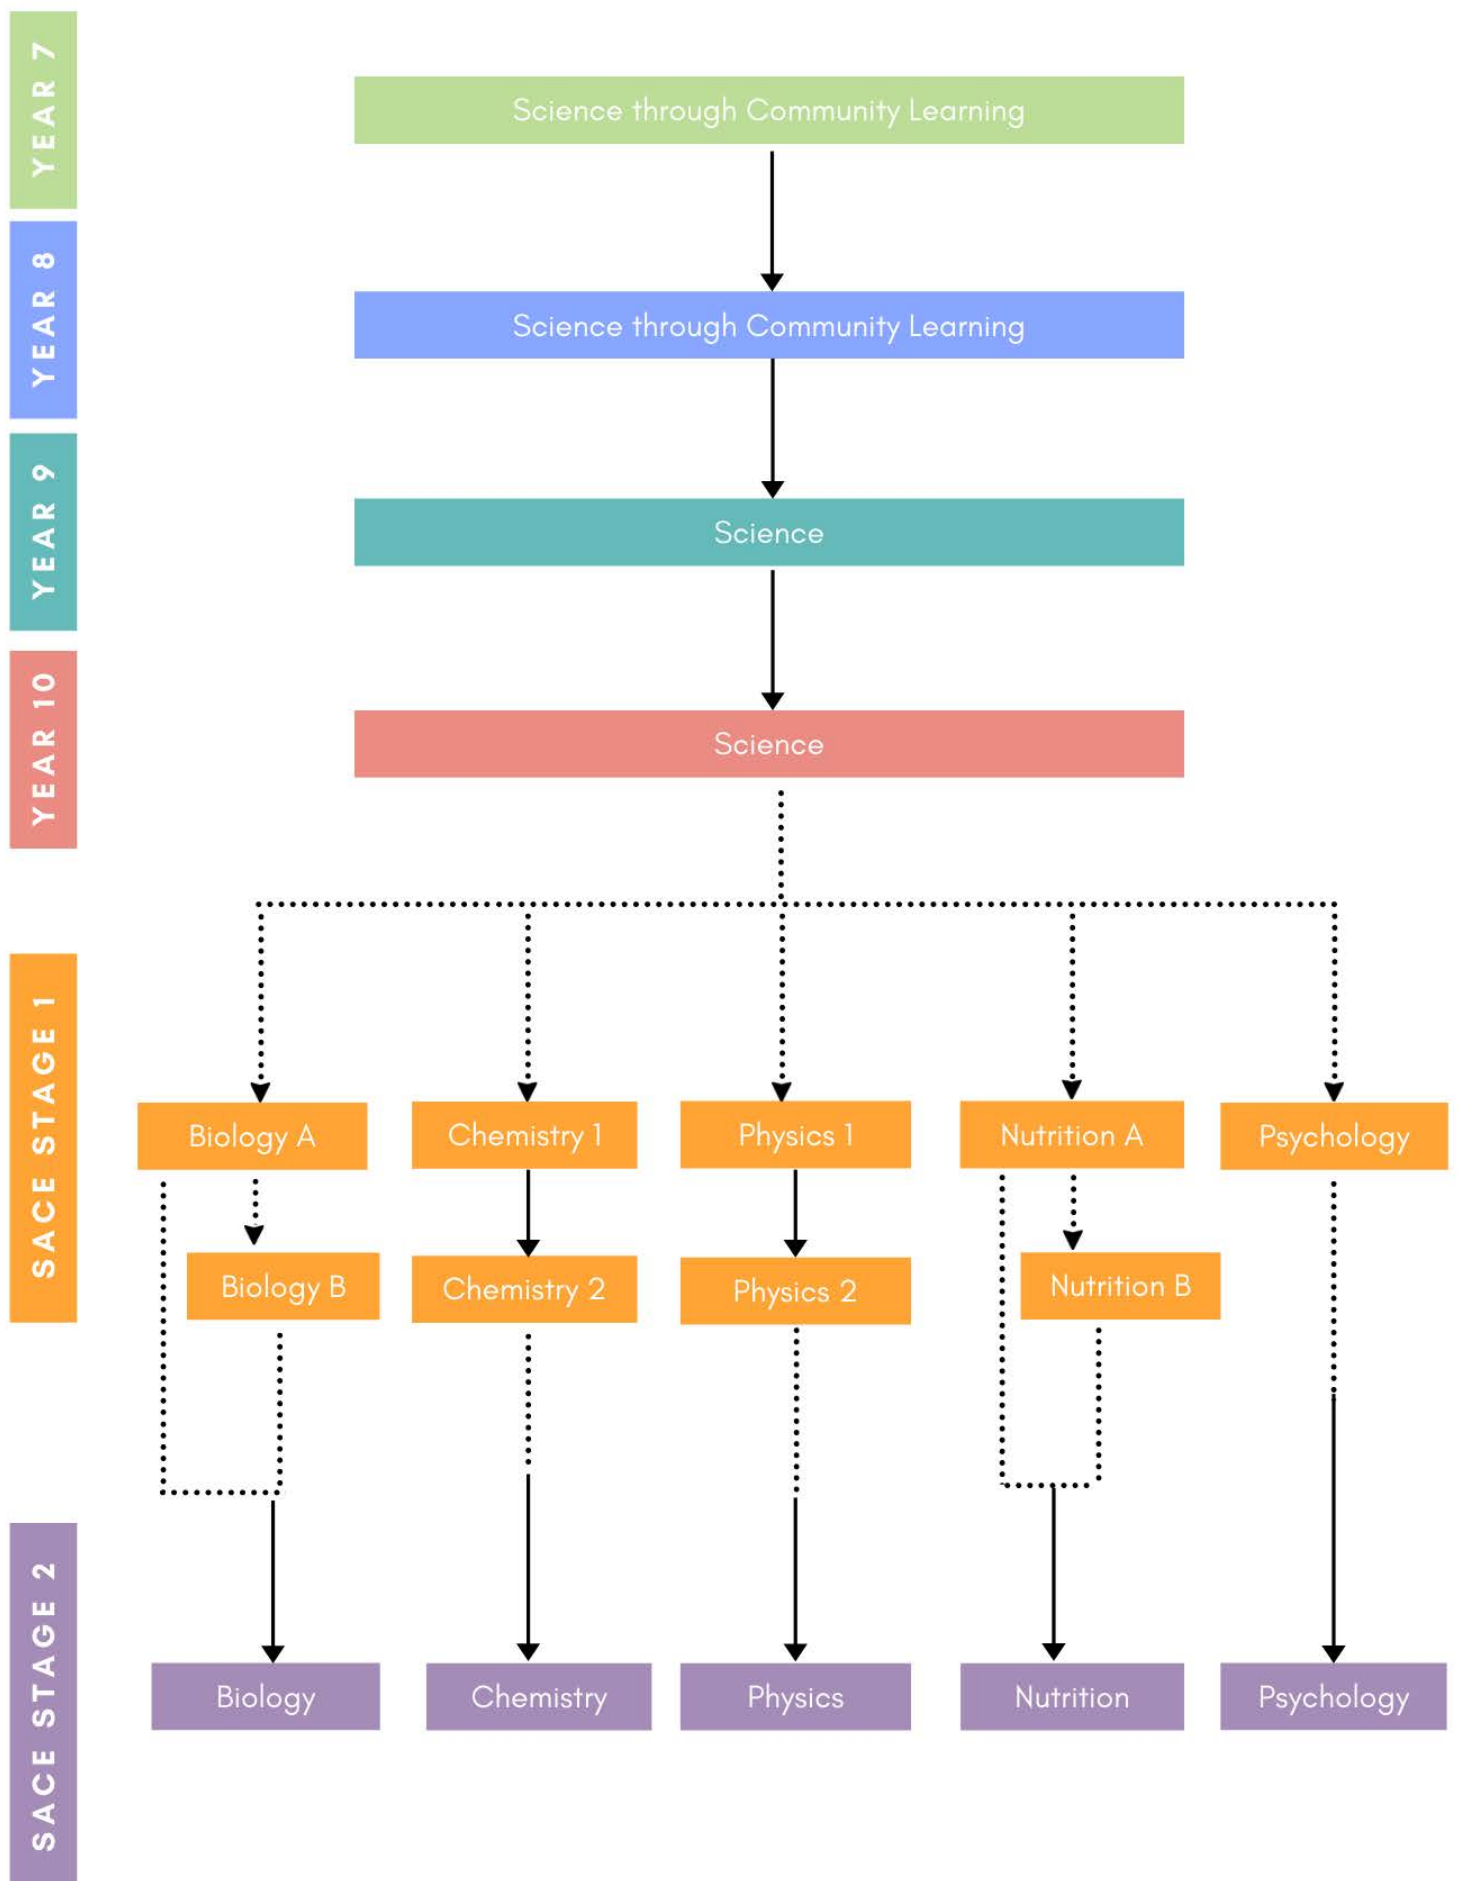 YEAR 7
Science through Community Learning
YEAR 8
Science through Community Learning
YEAR 9
Science
YEAR 10
Science
SACE STAGE 1
Biology A
Chemistry 1
Physics 1
Nutrition A
Psychology
Biology B
Chemistry 2
Physics 2
Nutrition B
SACE STAGE 2
Biology
Chemistry
Physics
Nutrition
Psychology